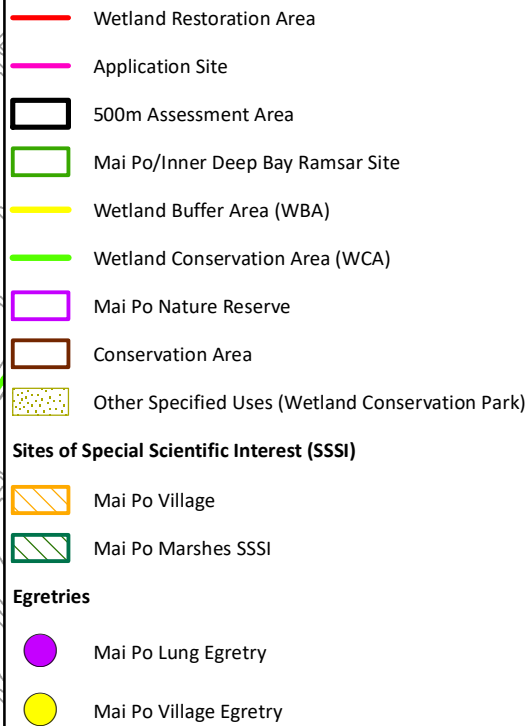 Wetland Restoration Area
Application Site
500m Assessment Area
Mai Po/Inner Deep Bay Ramsar Site
Wetland Buffer Area (WBA)
Wetland Conservation Area (WCA)
Mai Po Nature Reserve
Conservation Area
Other Specified Uses (Wetland Conservation Park)
Sites of Special Scientific Interest (SSSI)
Mai Po Village
Mai Po Marshes SSSI
Egretries
Mai Po Lung Egretry
Mai Po Village Egretry